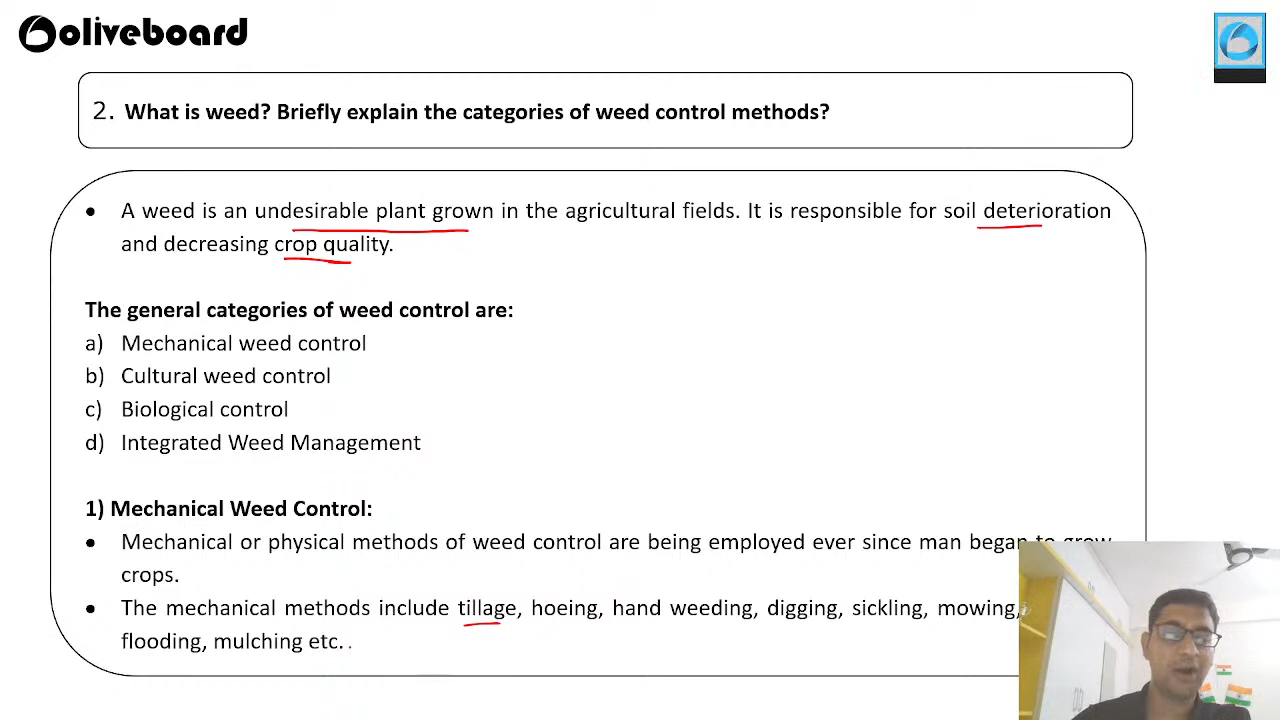 oliveboard
2. What is weed? Briefly explain the categories of weed control methods?
• A weed is an undesirable plant grown in the agricultural fields. It is responsible for soil deterioration
and decreasing crop quality.
The general categories of weed control are:
a) Mechanical weed control
b) Cultural weed control
c) Biological control
d) Integrated Weed Management
1) Mechanical Weed Control:
• Mechanical or physical methods of weed control are being employed ever since man began to grow
crops.
• The mechanical methods include tillage, hoeing, hand weeding, digging, sickling, mowing,
flooding, mulching etc..